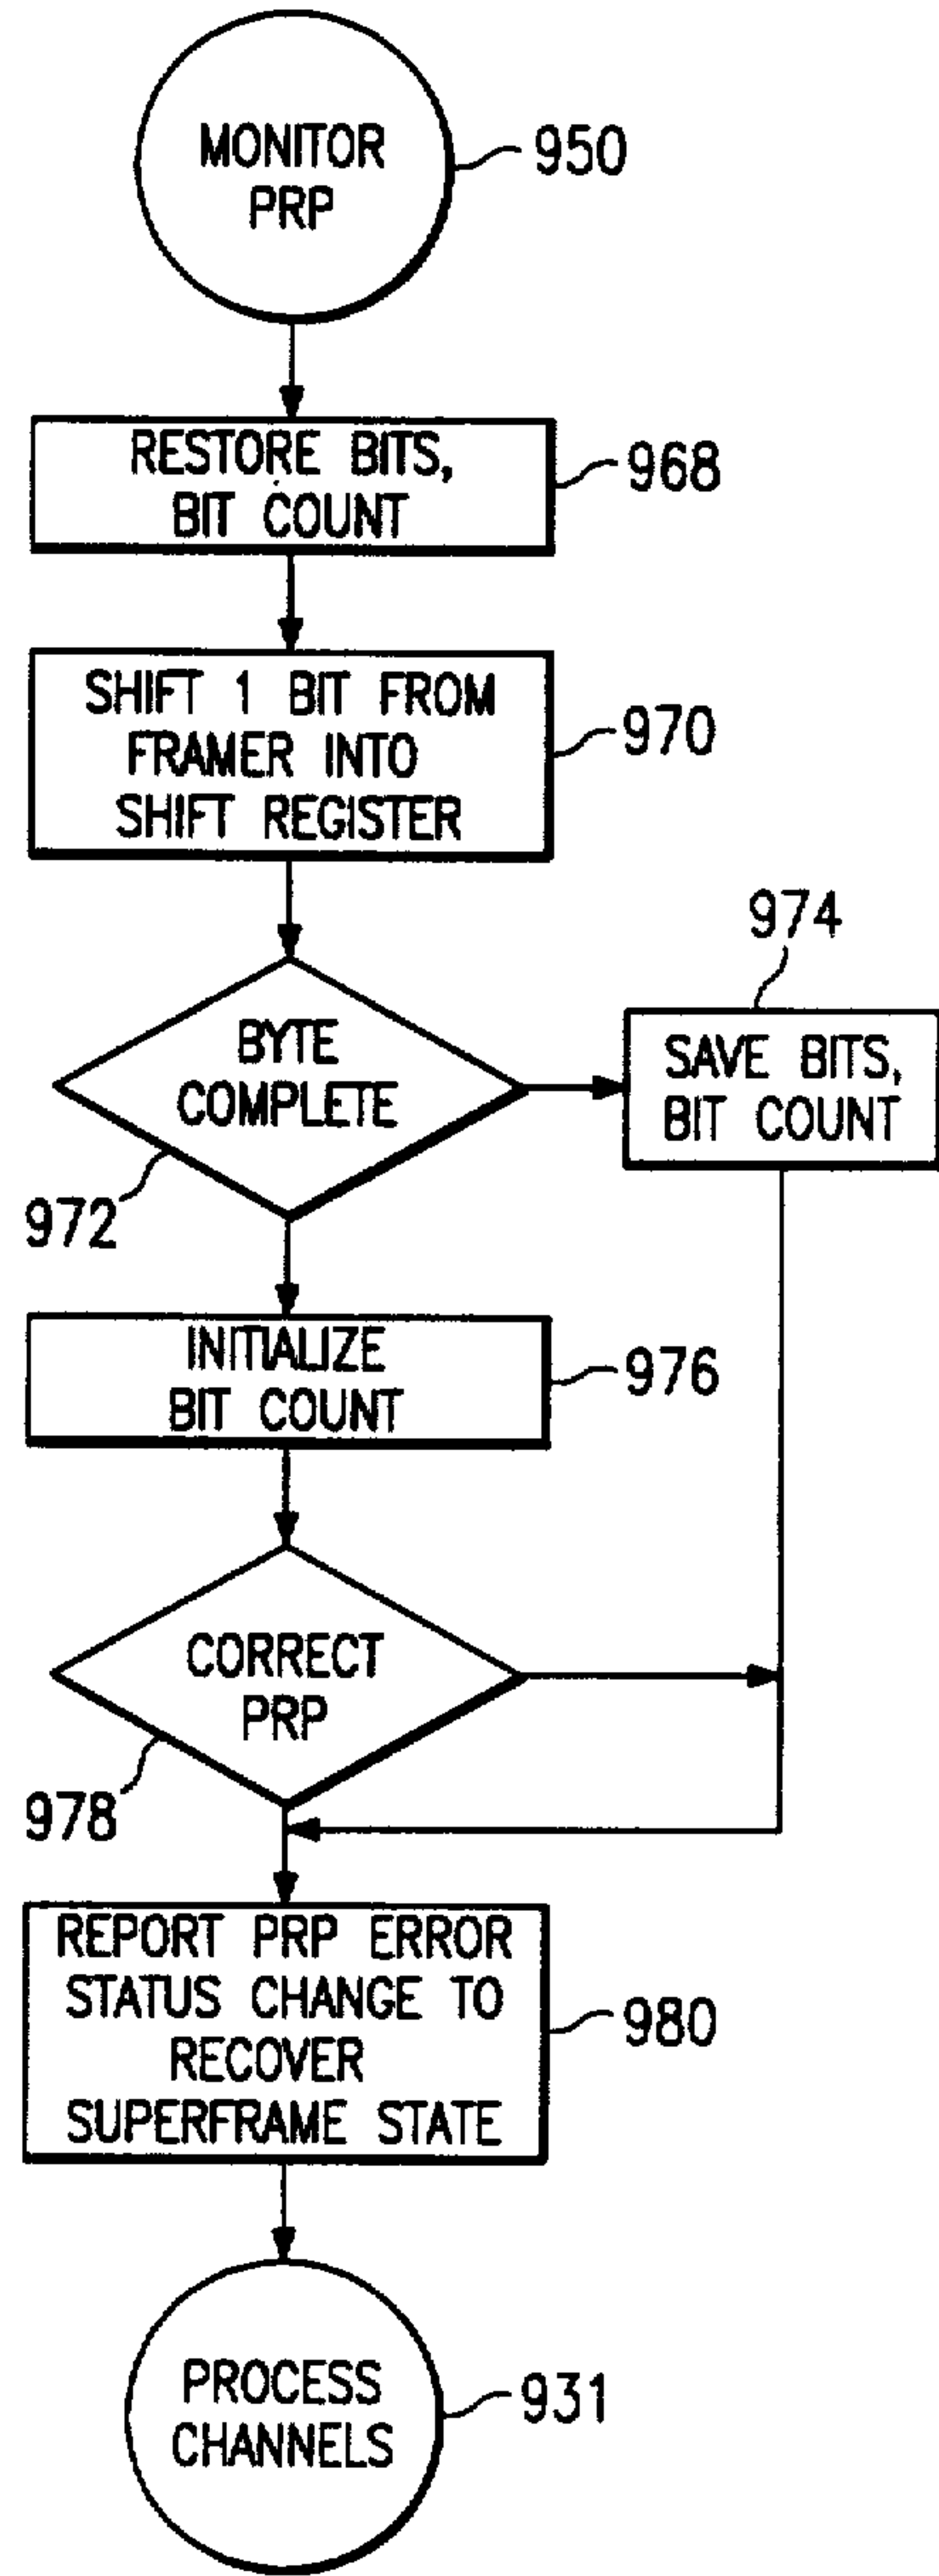 MONITOR
PRP
950
RESTORE BITS,
BIT COUNT
968
SHIFT 1 BIT FROM
FRAMER INTO
SHIFT REGISTER
970
BYTE
COMPLETE
972
974
SAVE BITS,
BIT COUNT
INITIALIZE
BIT COUNT
976
CORRECT
PRP
978
REPORT PRP ERROR
STATUS CHANGE TO
RECOVER
SUPERFRAME STATE
980
PROCESS
CHANNELS
931